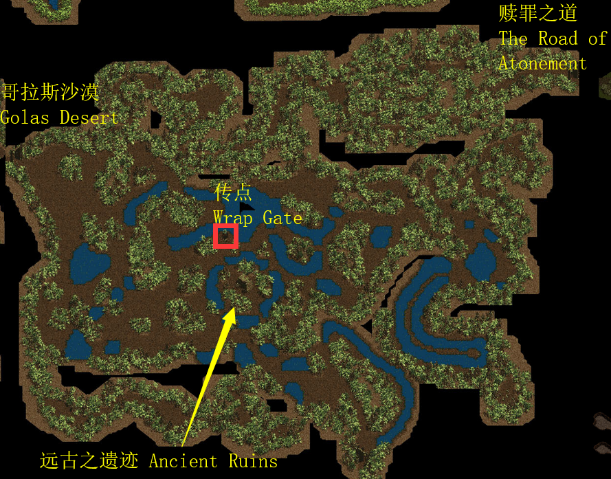 赎罪之道
The Road of
Atonement
哥拉斯沙漠
Golas Desert
传点
Wrap Gate
远古之遗迹 Ancient Ruins